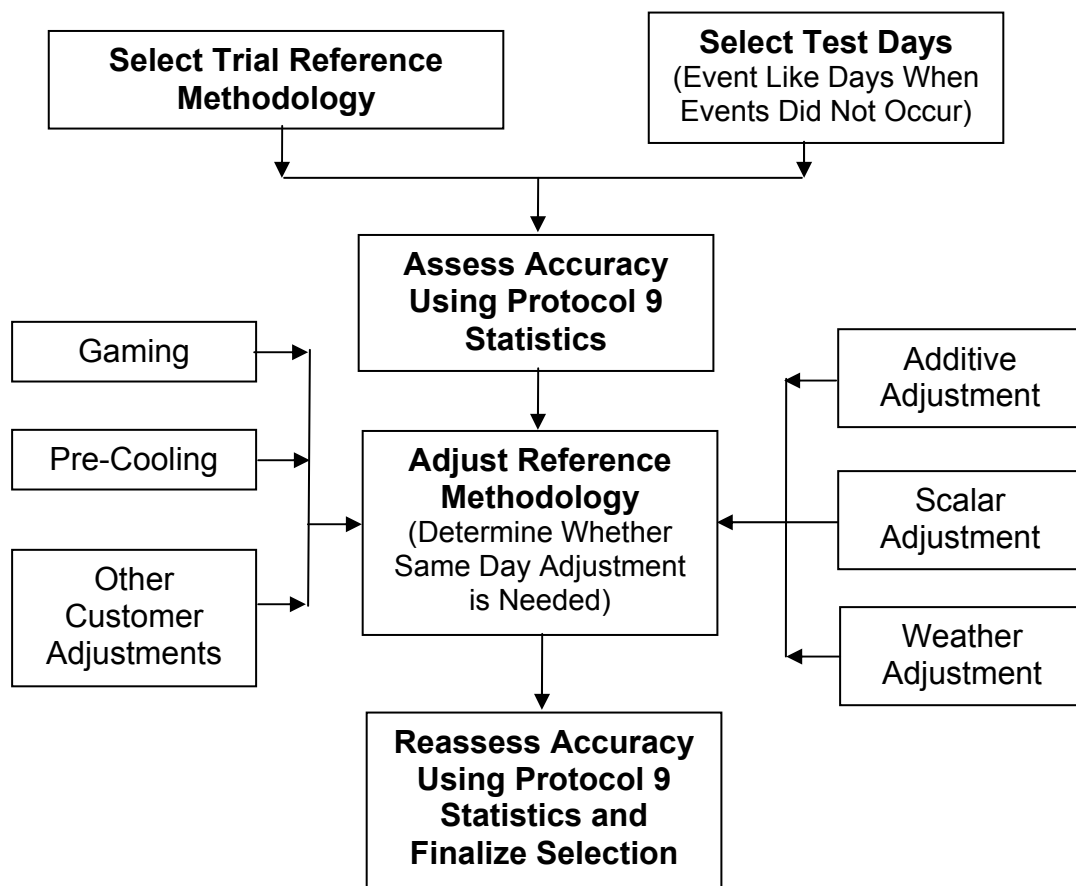 Select Trial Reference
Methodology
Select Test Days
(Event Like Days When
Events Did Not Occur)
Assess Accuracy
Using Protocol 9
Statistics
Gaming
Pre-Cooling
Other
Customer
Adjustments
Adjust Reference
Methodology
(Determine Whether
Same Day Adjustment
is Needed)
Additive
Adjustment
Scalar
Adjustment
Weather
Adjustment
Reassess Accuracy
Using Protocol 9
Statistics and
Finalize Selection